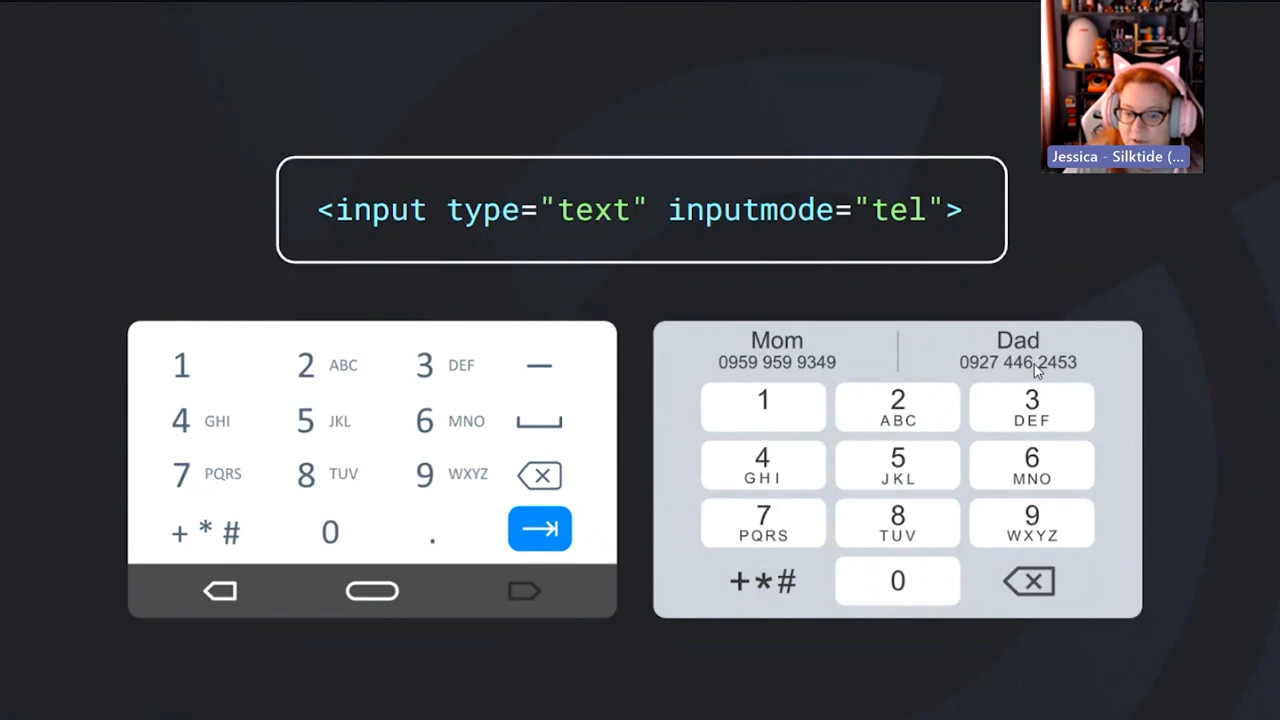 Jessica - Silktide (...
<input type="text" inputmode="tel">
1
2 ABC
3 DEF
4 GHI
5 JKL
6 MNO
7 PQRS
8 TUV
9 WXYZ
+ * #
0
.
Mom
0959 959 9349
Dad
0927 446 2453
1
2
ABC
3
DEF
4
GHI
5
JKL
6
MNO
7
PQRS
8
TUV
9
WXYZ
+*#
0